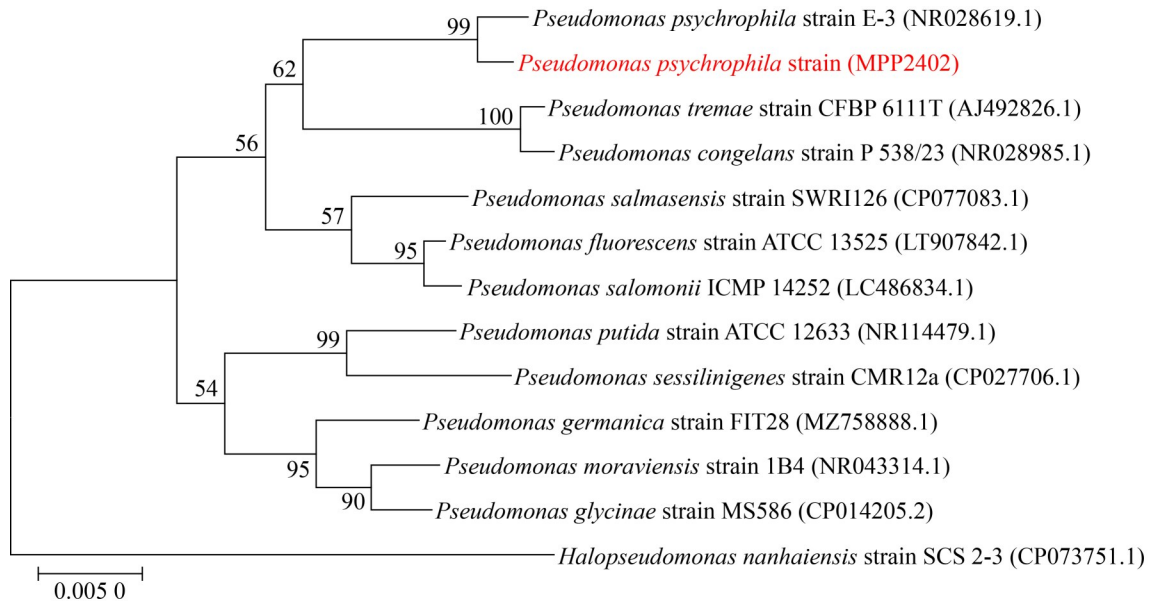 Pseudomonas psychrophila strain E-3 (NR028619.1)
99
Pseudomonas psychrophila strain (MPP2402)
62
Pseudomonas tremae strain CFBP 6111T (AJ492826.1)
100
56
Pseudomonas congelans strain P 538/23 (NR028985.1)
Pseudomonas salmasensis strain SWRI126 (CP077083.1)
57
Pseudomonas fluorescens strain ATCC 13525 (LT907842.1)
95
Pseudomonas salomonii ICMP 14252 (LC486834.1)
Pseudomonas putida strain ATCC 12633 (NR114479.1)
99
Pseudomonas sessilinigenes strain CMR12a (CP027706.1)
54
Pseudomonas germanica strain FIT28 (MZ758888.1)
95
Pseudomonas moraviensis strain 1B4 (NR043314.1)
90
Pseudomonas glycinae strain MS586 (CP014205.2)
Halopseudomonas nanhaiensis strain SCS 2-3 (CP073751.1)
0.005 0